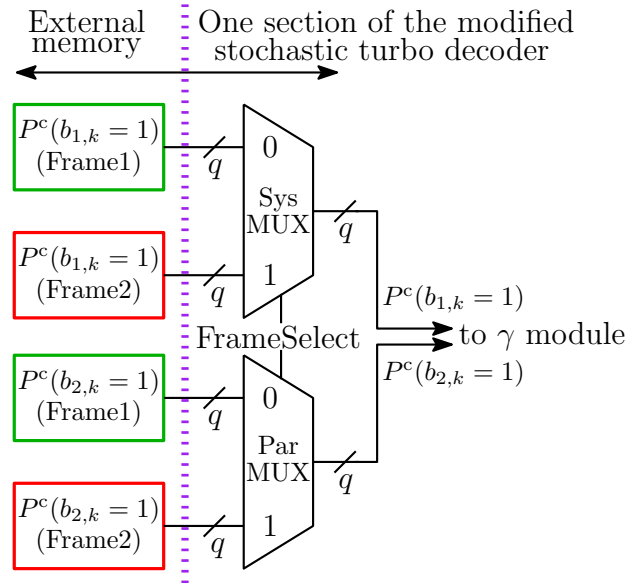 External
memory
One section of the modified
stochastic turbo decoder
P^c(b_{1,k} = 1)
(Frame1)
q
0
Sys
MUX
q
P^c(b_{1,k} = 1)
(Frame2)
q
1
P^c(b_{1,k} = 1)
FrameSelect
to γ module
P^c(b_{2,k} = 1)
P^c(b_{2,k} = 1)
(Frame1)
q
0
Par
MUX
q
P^c(b_{2,k} = 1)
(Frame2)
q
1